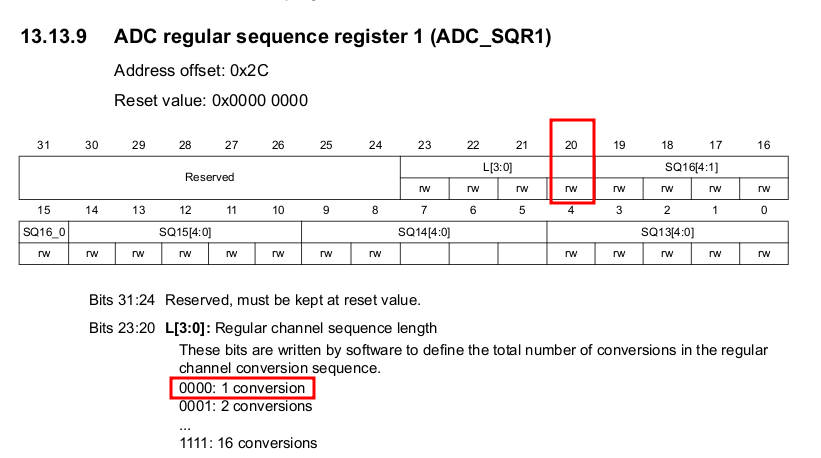 13.13.9 ADC regular sequence register 1 (ADC_SQR1)
Address offset: 0x2C
Reset value: 0x0000 0000
31 30 29 28 27 26 25 24 23 22 21 20 19 18 17 16
Reserved L[3:0] SQ16[4:1]
rw rw rw rw rw rw rw rw
15 14 13 12 11 10 9 8 7 6 5 4 3 2 1 0
SQ16_0 SQ15[4:0] SQ14[4:0] SQ13[4:0]
rw rw rw rw rw rw rw rw rw rw rw rw rw
Bits 31:24 Reserved, must be kept at reset value.
Bits 23:20 L[3:0]: Regular channel sequence length
These bits are written by software to define the total number of conversions in the regular
channel conversion sequence.
0000: 1 conversion
0001: 2 conversions
...
1111: 16 conversions